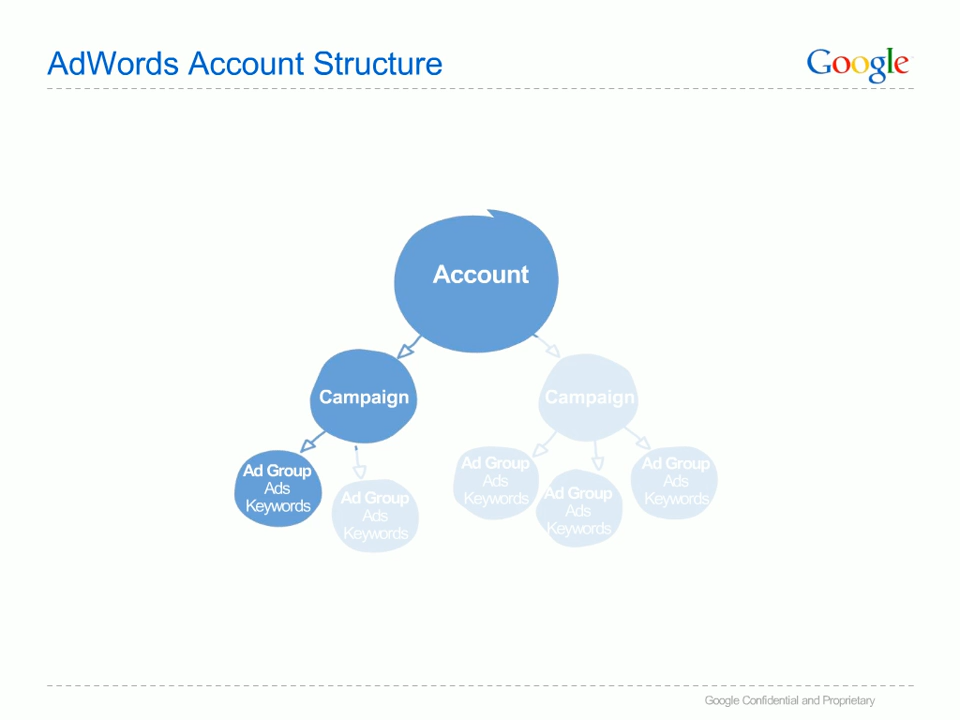 AdWords Account Structure
Google
Account
Campaign
Campaign
Ad Group
Ads
Keywords
Ad Group
Ads
Keywords
Ad Group
Ads
Keywords
Ad Group
Ads
Keywords
Ad Group
Ads
Keywords
Google Confidential and Proprietary